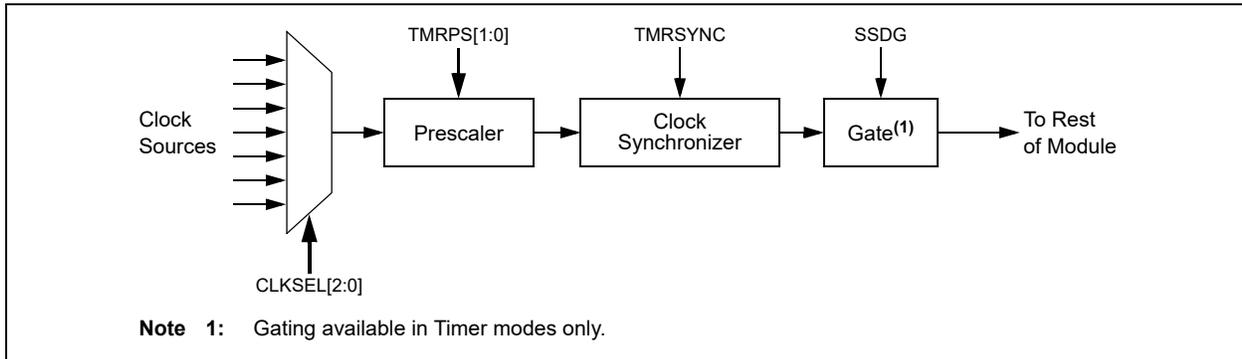 TMRPS[1:0]
TMRSYNC
SSDG
Clock
Sources
Prescaler
Clock
Synchronizer
Gate(1)
To Rest
of Module
CLKSEL[2:0]
Note 1: Gating available in Timer modes only.